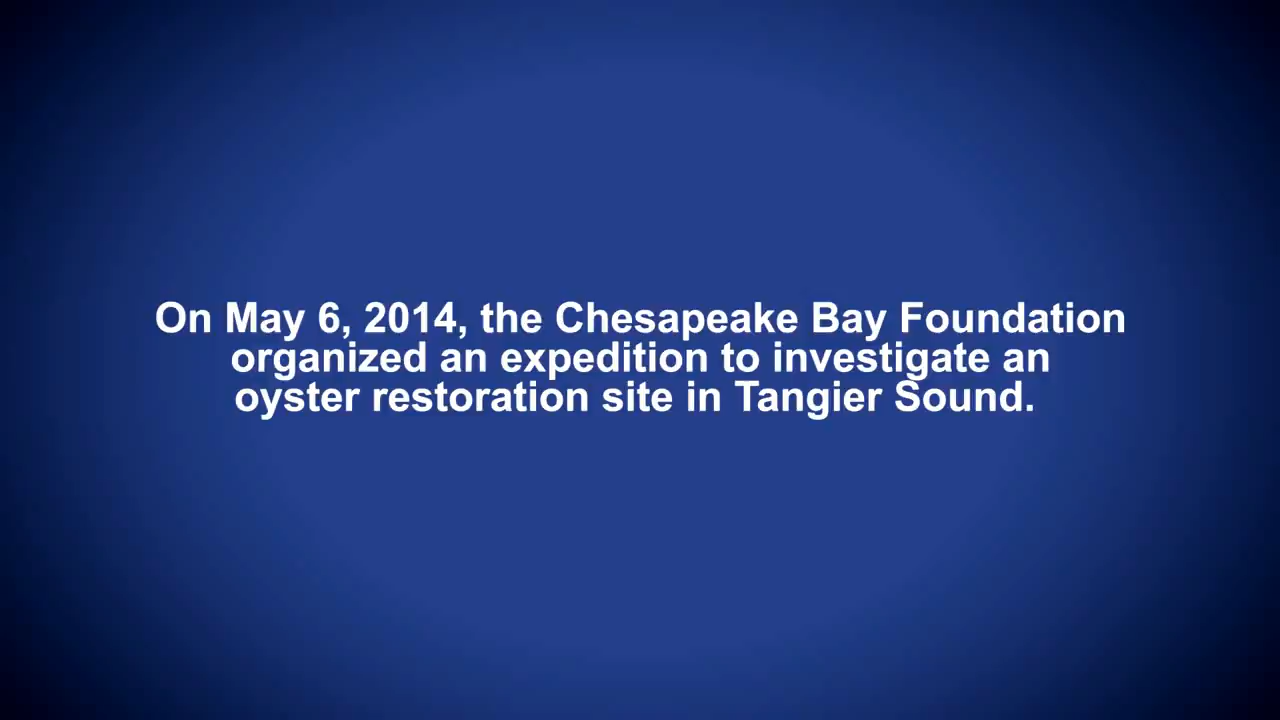 On May 6, 2014, the Chesapeake Bay Foundation
organized an expedition to investigate an
oyster restoration site in Tangier Sound.